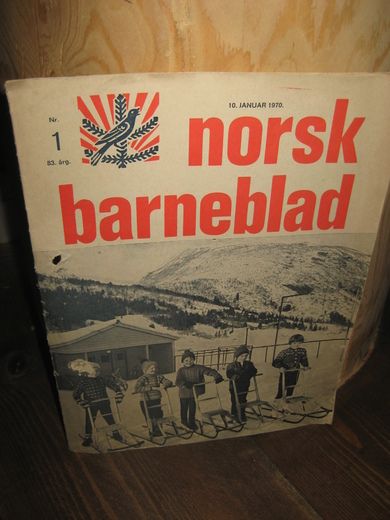 Nr.
1
83. årg.
10. JANUAR 1970.
norsk
barneblad